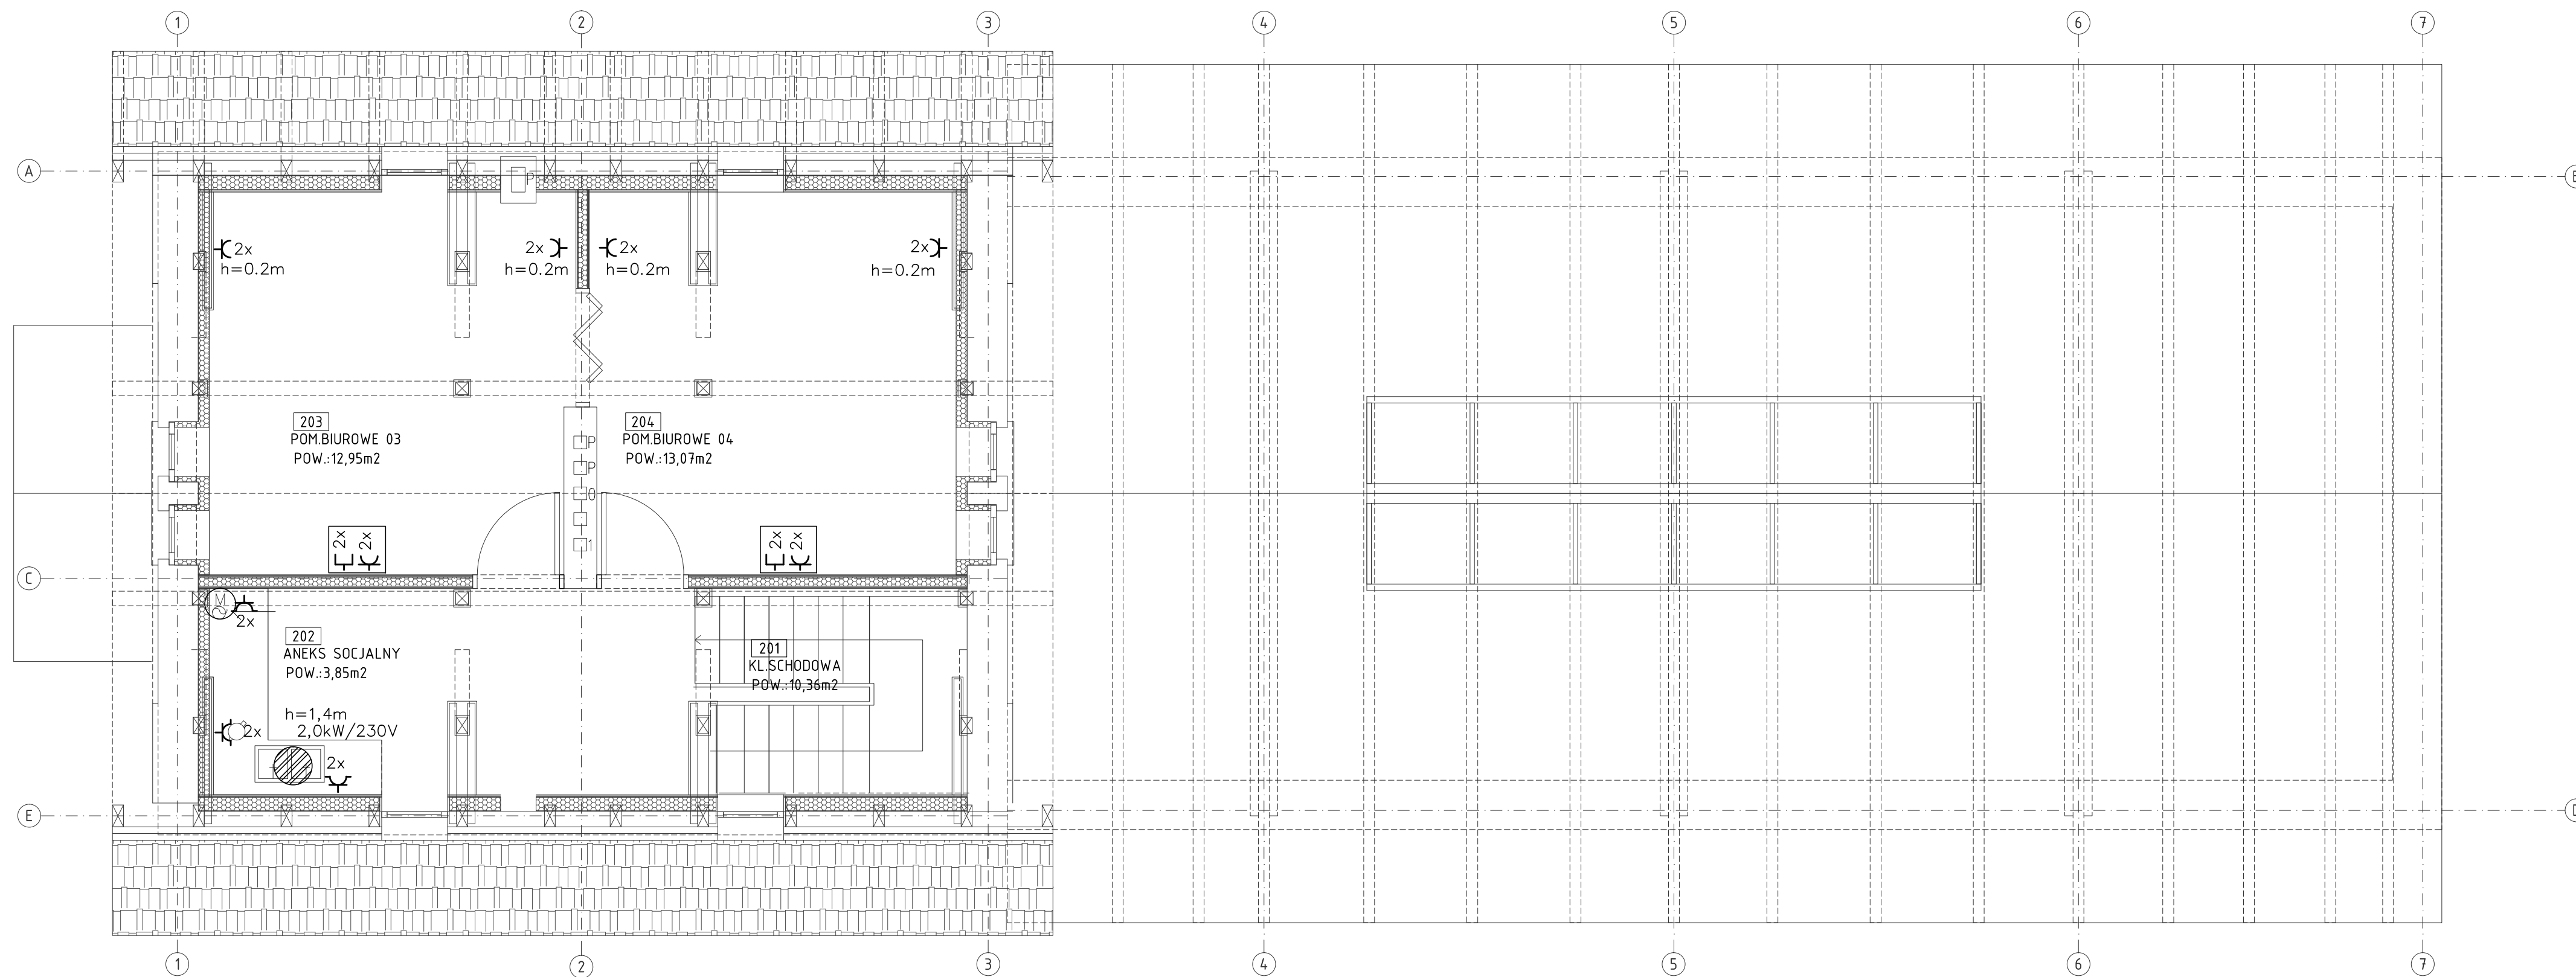 1 2 3 4 5 6 7
A
P
2x
h=0.2m
2x
h=0.2m
2x
h=0.2m
2x
h=0.2m
203
POM.BIUROWE 03
POW.:12,95m2
204
POM.BIUROWE 04
POW.:13,07m2
P
P
0
1
2x
2x
2x
2x
C
M
2x
202
ANEKS SOCJALNY
POW.:3,85m2
201
KL.SCHODOWA
POW.:10,36m2
h=1,4m
2,0kW/230V
2x
2x
E
1 2 3 4 5 6 7